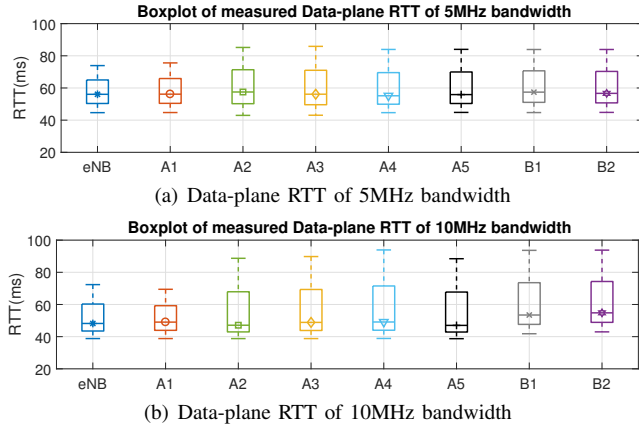 Boxplot of measured Data-plane RTT of 5MHz bandwidth
100
80
60
40
20
RTT(ms)
eNB A1 A2 A3 A4 A5 B1 B2
(a) Data-plane RTT of 5MHz bandwidth
Boxplot of measured Data-plane RTT of 10MHz bandwidth
100
80
60
40
20
RTT(ms)
eNB A1 A2 A3 A4 A5 B1 B2
(b) Data-plane RTT of 10MHz bandwidth